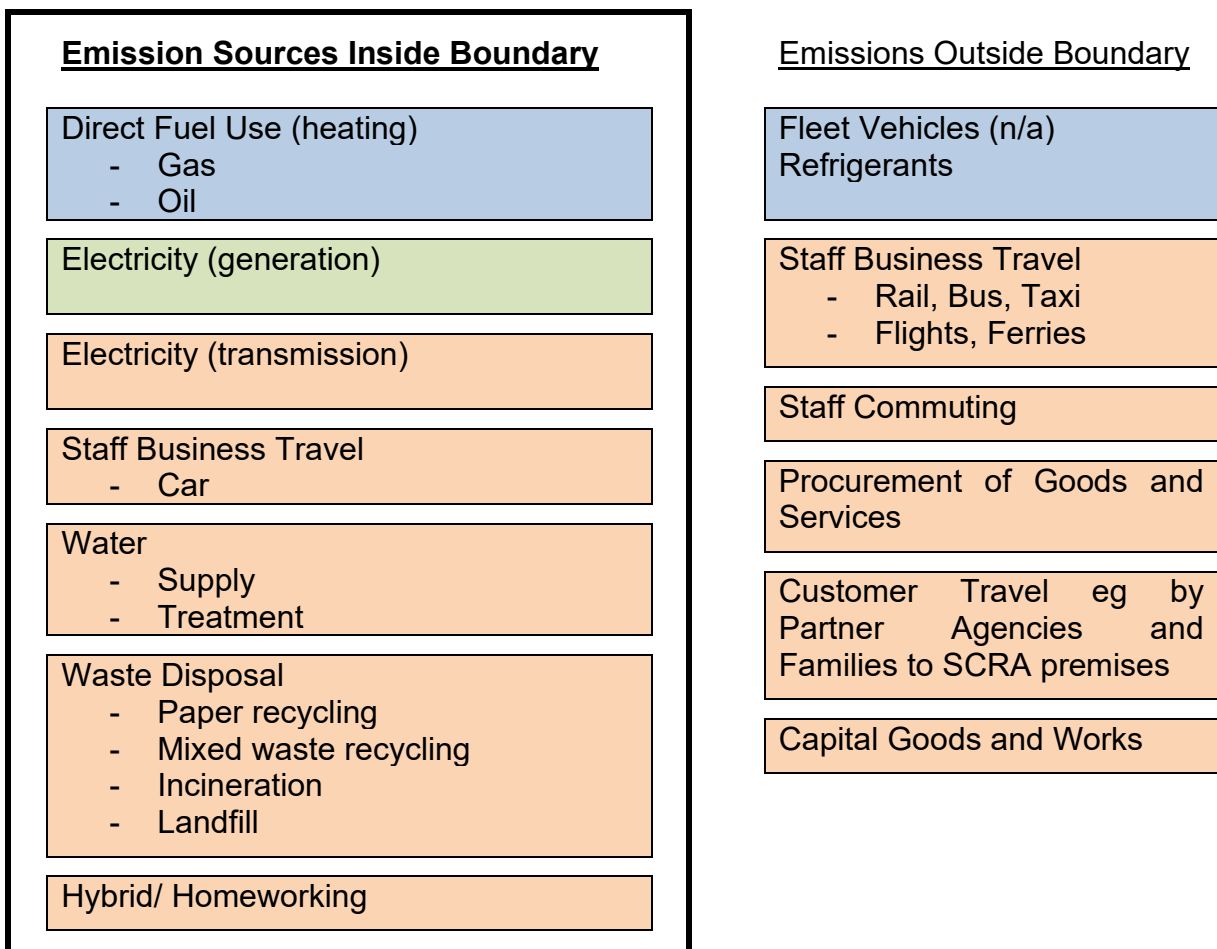 Emission Sources Inside Boundary
Direct Fuel Use (heating)
- Gas
- Oil
Electricity (generation)
Electricity (transmission)
Staff Business Travel
- Car
Water
- Supply
- Treatment
Waste Disposal
- Paper recycling
- Mixed waste recycling
- Incineration
- Landfill
Hybrid/ Homeworking
Emissions Outside Boundary
Fleet Vehicles (n/a)
Refrigerants
Staff Business Travel
- Rail, Bus, Taxi
- Flights, Ferries
Staff Commuting
Procurement of Goods and
Services
Customer Travel eg by
Partner Agencies and
Families to SCRA premises
Capital Goods and Works